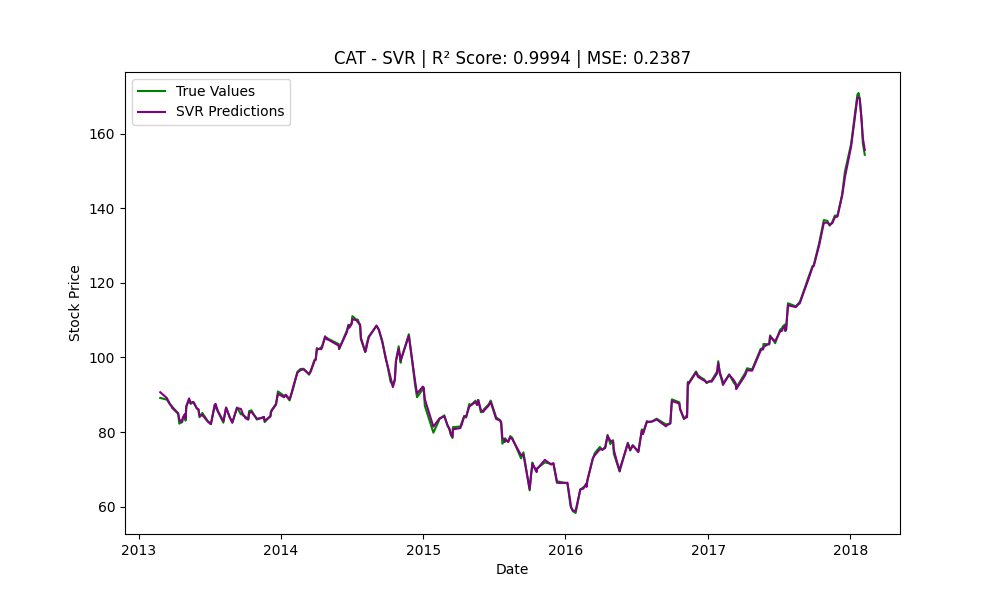 CAT - SVR | R² Score: 0.9994 | MSE: 0.2387
True Values
SVR Predictions
Stock Price
160
140
120
100
80
60
2013 2014 2015 2016 2017 2018
Date